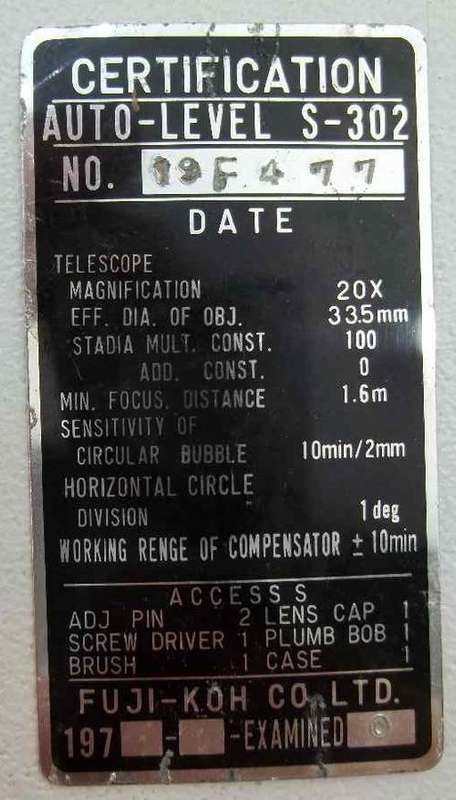 CERTIFICATION
AUTO-LEVEL S-302
NO. 19F477
DATE
TELESCOPE
MAGNIFICATION 20X
EFF. DIA. OF OBJ. 33.5mm
STADIA MULT. CONST. 100
ADD. CONST. 0
MIN. FOCUS. DISTANCE 1.6m
SENSITIVITY OF
CIRCULAR BUBBLE 10min/2mm
HORIZONTAL CIRCLE
DIVISION 1 deg
WORKING RENGE OF COMPENSATOR ± 10min
ACCESS S
ADJ PIN 2 LENS CAP 1
SCREW DRIVER 1 PLUMB BOB 1
BRUSH 1 CASE 1
FUJI-KOH CO. LTD.
197 - -EXAMINED